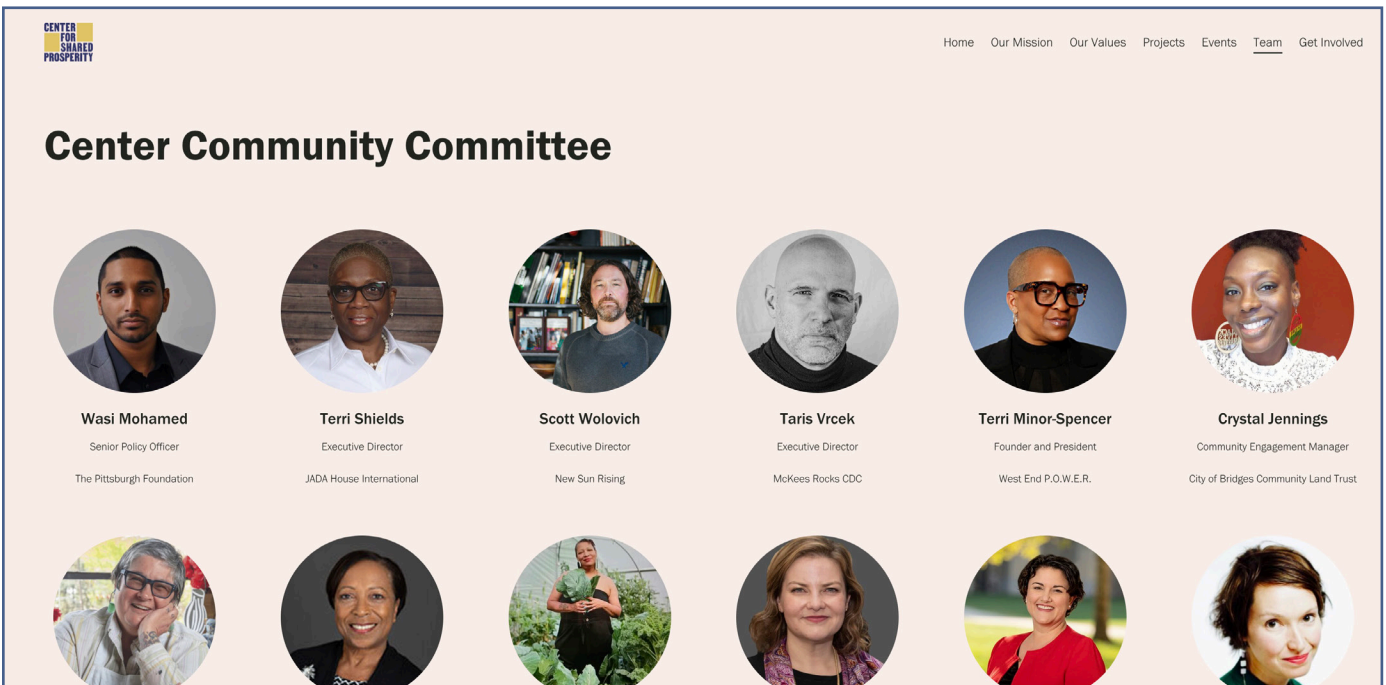 CENTER
FOR
SHARED
PROSPERITY
Home Our Mission Our Values Projects Events Team Get Involved
Center Community Committee
Wasi Mohamed
Senior Policy Officer
The Pittsburgh Foundation
Terri Shields
Executive Director
JADA House International
Scott Wolovich
Executive Director
New Sun Rising
Taris Vrcek
Executive Director
McKees Rocks CDC
Terri Minor-Spencer
Founder and President
West End P.O.W.E.R.
Crystal Jennings
Community Engagement Manager
City of Bridges Community Land Trust